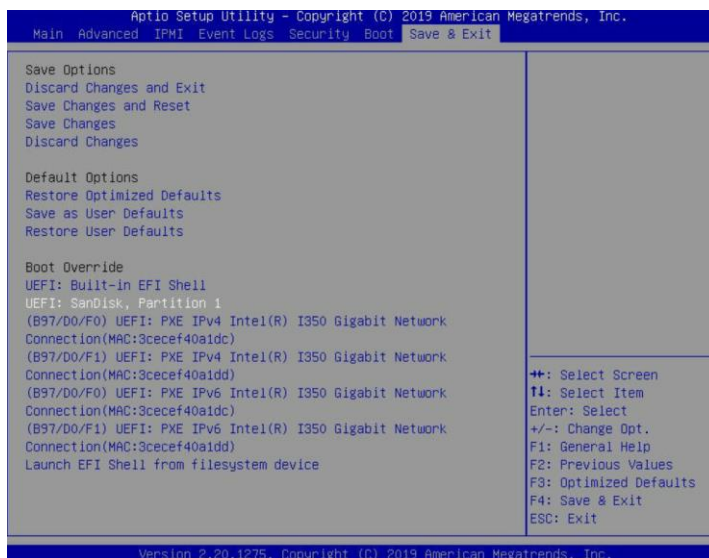 Aptio Setup Utility – Copyright (C) 2019 American Megatrends, Inc.
Main Advanced IPMI Event Logs Security Boot Save & Exit
Save Options
Discard Changes and Exit
Save Changes and Reset
Save Changes
Discard Changes
Default Options
Restore Optimized Defaults
Save as User Defaults
Restore User Defaults
Boot Override
UEFI: Built-in EFI Shell
UEFI: SanDisk, Partition 1
(B97/D0/F0) UEFI: PXE IPv4 Intel(R) I350 Gigabit Network
Connection(MAC:3cecef40a1dc)
(B97/D0/F1) UEFI: PXE IPv4 Intel(R) I350 Gigabit Network
Connection(MAC:3cecef40a1dd)
(B97/D0/F0) UEFI: PXE IPv6 Intel(R) I350 Gigabit Network
Connection(MAC:3cecef40a1dc)
(B97/D0/F1) UEFI: PXE IPv6 Intel(R) I350 Gigabit Network
Connection(MAC:3cecef40a1dd)
Launch EFI Shell from filesystem device
→←: Select Screen
↑↓: Select Item
Enter: Select
+/-: Change Opt.
F1: General Help
F2: Previous Values
F3: Optimized Defaults
F4: Save & Exit
ESC: Exit
Version 2.20.1275. Copyright (C) 2019 American Megatrends, Inc.